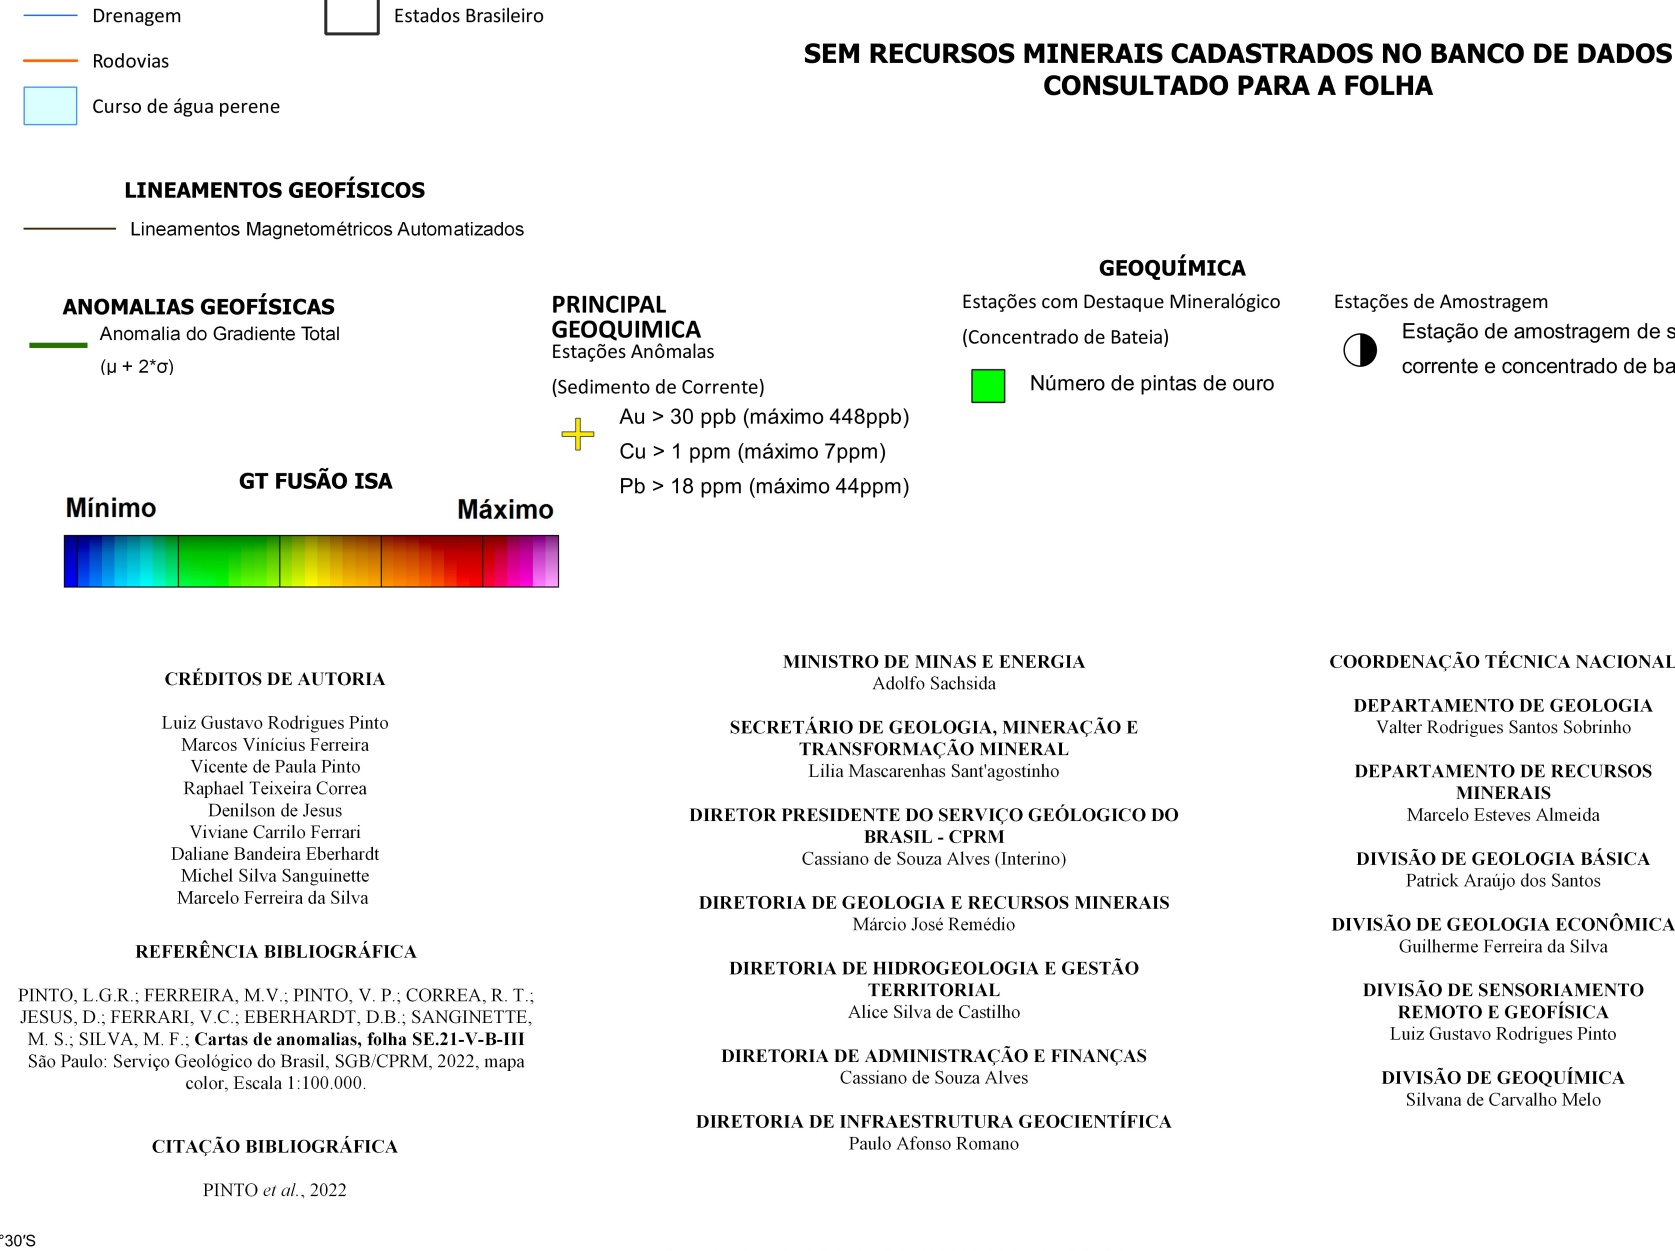 Drenagem
Estados Brasileiro
Rodovias
Curso de água perene
SEM RECURSOS MINERAIS CADASTRADOS NO BANCO DE DADOS
CONSULTADO PARA A FOLHA
LINEAMENTOS GEOFÍSICOS
Lineamentos Magnetométricos Automatizados
ANOMALIAS GEOFÍSICAS
Anomalia do Gradiente Total
(µ + 2*σ)
PRINCIPAL
GEOQUIMICA
Estações Anômalas
(Sedimento de Corrente)
Au > 30 ppb (máximo 448ppb)
Cu > 1 ppm (máximo 7ppm)
Pb > 18 ppm (máximo 44ppm)
GEOQUÍMICA
Estações com Destaque Mineralógico
(Concentrado de Bateia)
Número de pintas de ouro
Estações de Amostragem
Estação de amostragem de s
corrente e concentrado de ba
GT FUSÃO ISA
Mínimo
Máximo
CRÉDITOS DE AUTORIA
Luiz Gustavo Rodrigues Pinto
Marcos Vinícius Ferreira
Vicente de Paula Pinto
Raphael Teixeira Correa
Denilson de Jesus
Viviane Carrilo Ferrari
Daliane Bandeira Eberhardt
Michel Silva Sanguinette
Marcelo Ferreira da Silva
REFERÊNCIA BIBLIOGRÁFICA
PINTO, L.G.R.; FERREIRA, M.V.; PINTO, V. P.; CORREA, R. T.;
JESUS, D.; FERRARI, V.C.; EBERHARDT, D.B.; SANGINETTE,
M. S.; SILVA, M. F.; Cartas de anomalias, folha SE.21-V-B-III
São Paulo: Serviço Geológico do Brasil, SGB/CPRM, 2022, mapa
color, Escala 1:100.000.
CITAÇÃO BIBLIOGRÁFICA
PINTO et al., 2022
MINISTRO DE MINAS E ENERGIA
Adolfo Sachsida
SECRETÁRIO DE GEOLOGIA, MINERAÇÃO E
TRANSFORMAÇÃO MINERAL
Lilia Mascarenhas Sant'agostinho
DIRETOR PRESIDENTE DO SERVIÇO GEÓLOGICO DO
BRASIL - CPRM
Cassiano de Souza Alves (Interino)
DIRETORIA DE GEOLOGIA E RECURSOS MINERAIS
Márcio José Remédio
DIRETORIA DE HIDROGEOLOGIA E GESTÃO
TERRITORIAL
Alice Silva de Castilho
DIRETORIA DE ADMINISTRAÇÃO E FINANÇAS
Cassiano de Souza Alves
DIRETORIA DE INFRAESTRUTURA GEOCIENTÍFICA
Paulo Afonso Romano
COORDENAÇÃO TÉCNICA NACIONAL
DEPARTAMENTO DE GEOLOGIA
Valter Rodrigues Santos Sobrinho
DEPARTAMENTO DE RECURSOS
MINERAIS
Marcelo Esteves Almeida
DIVISÃO DE GEOLOGIA BÁSICA
Patrick Araújo dos Santos
DIVISÃO DE GEOLOGIA ECONÔMICA
Guilherme Ferreira da Silva
DIVISÃO DE SENSORIAMENTO
REMOTO E GEOFÍSICA
Luiz Gustavo Rodrigues Pinto
DIVISÃO DE GEOQUÍMICA
Silvana de Carvalho Melo
°30'S